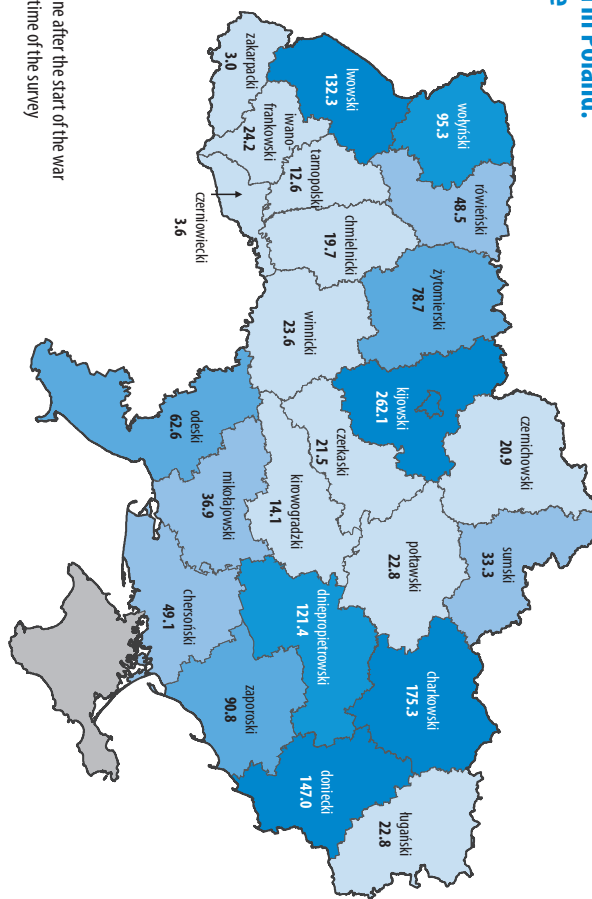 in Poland.
ne after the start of the war
time of the survey
wołyński
95.3
rówieński
48.5
lwowski
132.3
zakarpacki
3.0
iwano-
frankowski
24.2
tarnopolski
12.6
czerniowiecki
3.6
chmielnicki
19.7
żytomierski
78.7
winnicki
23.6
kijowski
262.1
czernichowski
20.9
czerkaski
21.5
kirowogradzki
14.1
odeski
62.6
mikołajowski
36.9
sumski
33.3
połtawski
22.8
dniepropietrowski
121.4
chersoński
49.1
zaporoski
90.8
charkowski
175.3
doniecki
147.0
ługański
22.8